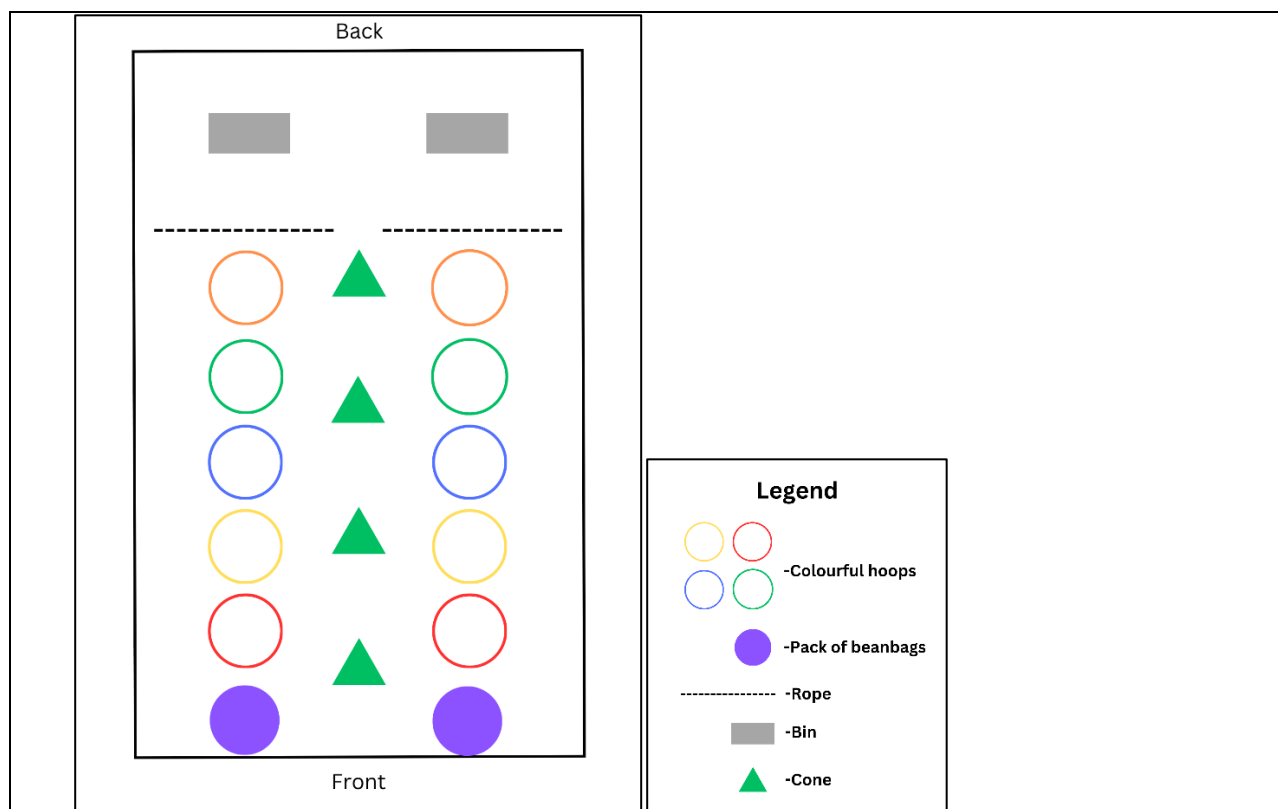 Back
Front
Legend
-Colourful hoops
-Pack of beanbags
-Rope
-Bin
-Cone